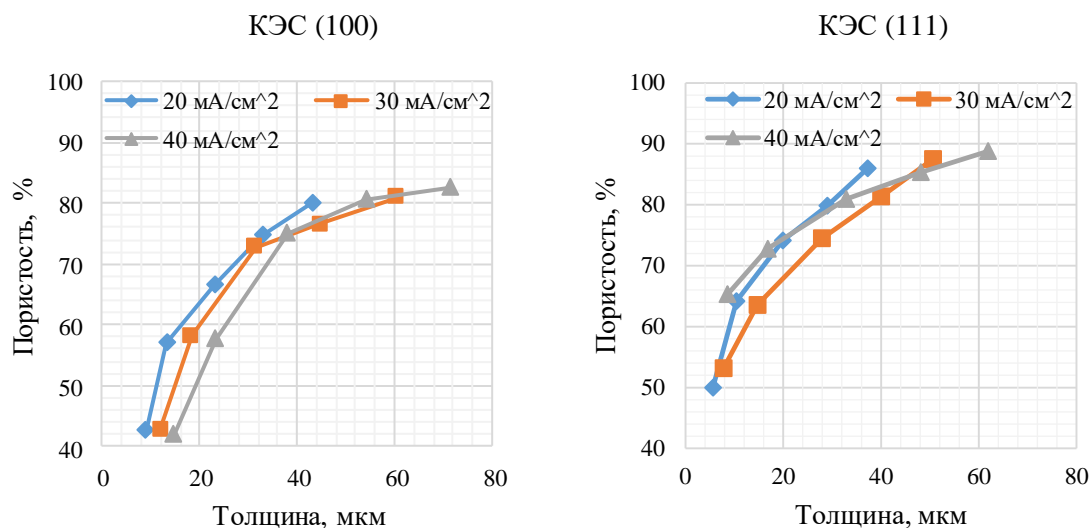 КЭС (100)
100
90
80
70
60
50
40
0 20 40 60 80
20 мА/см^2 30 мА/см^2
40 мА/см^2
Пористость, %
Толщина, мкм
КЭС (111)
100
90
80
70
60
50
40
0 20 40 60 80
20 мА/см^2 30 мА/см^2
40 мА/см^2
Пористость, %
Толщина, мкм